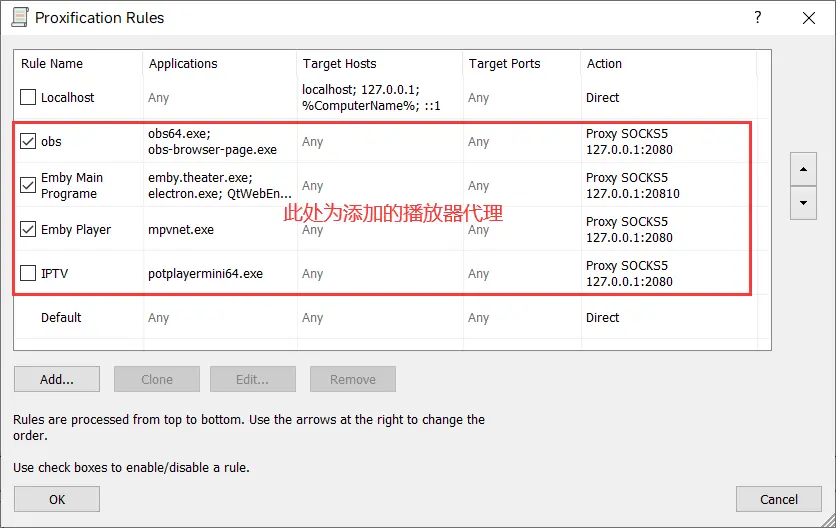 Proxification Rules
?
Rule Name Applications Target Hosts Target Ports Action
Localhost Any localhost; 127.0.0.1; Any Direct
%ComputerName%; ::1
obs obs64.exe; Any Any Proxy SOCKS5
obs-browser-page.exe 127.0.0.1:2080
Emby Main emby.theater.exe; Any Any Proxy SOCKS5
Programe electron.exe; QtWebEn... 127.0.0.1:20810
此处为添加的播放器代理
Emby Player mpvnet.exe Any Any Proxy SOCKS5
127.0.0.1:2080
IPTV potplayermini64.exe Any Any Proxy SOCKS5
127.0.0.1:2080
Default Any Any Any Direct
Add... Clone Edit... Remove
Rules are processed from top to bottom. Use the arrows at the right to change the
order.
Use check boxes to enable/disable a rule.
OK Cancel